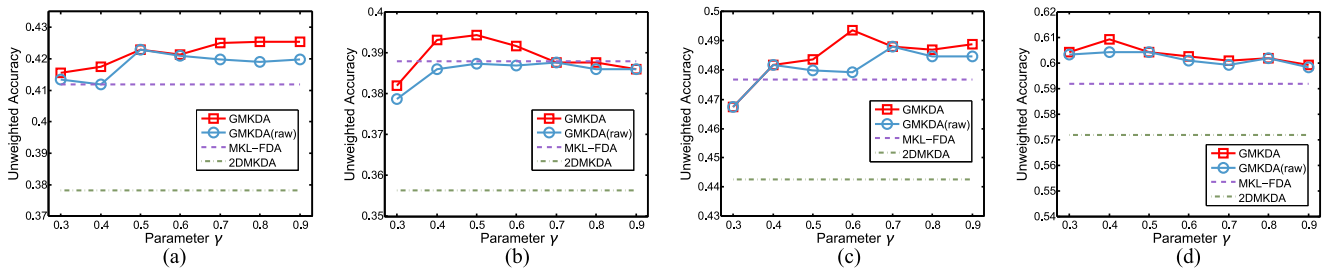 0.43
0.42
0.41
0.4
0.39
0.38
0.37
Unweighted Accuracy
GMKDA
GMKDA(raw)
MKL-FDA
2DMKDA
0.3 0.4 0.5 0.6 0.7 0.8 0.9
Parameter γ
(a)
0.4
0.39
0.38
0.37
0.36
0.35
Unweighted Accuracy
GMKDA
GMKDA(raw)
MKL-FDA
2DMKDA
0.3 0.4 0.5 0.6 0.7 0.8 0.9
Parameter γ
(b)
0.5
0.49
0.48
0.47
0.46
0.45
0.44
0.43
Unweighted Accuracy
GMKDA
GMKDA(raw)
MKL-FDA
2DMKDA
0.3 0.4 0.5 0.6 0.7 0.8 0.9
Parameter γ
(c)
0.62
0.61
0.60
0.59
0.58
0.57
0.56
0.55
0.54
Unweighted Accuracy
GMKDA
GMKDA(raw)
MKL-FDA
2DMKDA
0.3 0.4 0.5 0.6 0.7 0.8 0.9
Parameter γ
(d)